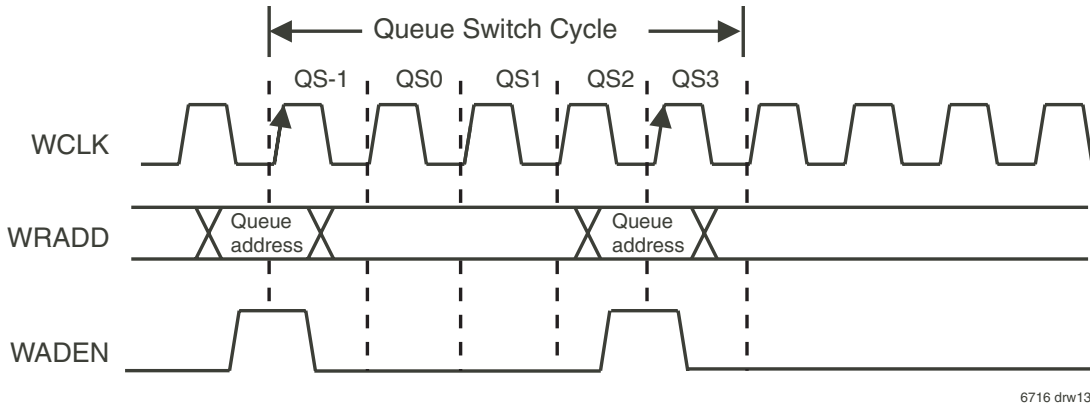 Queue Switch Cycle
QS-1 QS0 QS1 QS2 QS3
WCLK
WRADD
Queue
address
Queue
address
WADEN
6716 drw13